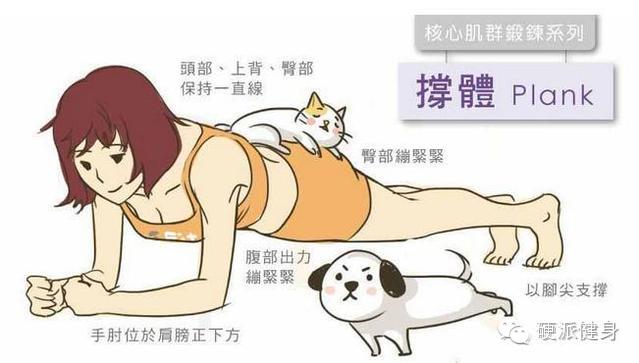 核心肌群鍛鍊系列
撐體 Plank
頭部、上背、臀部
保持一直線
臀部繃緊緊
腹部出力
繃緊緊
以腳尖支撐
手肘位於肩膀正下方
硬派健身